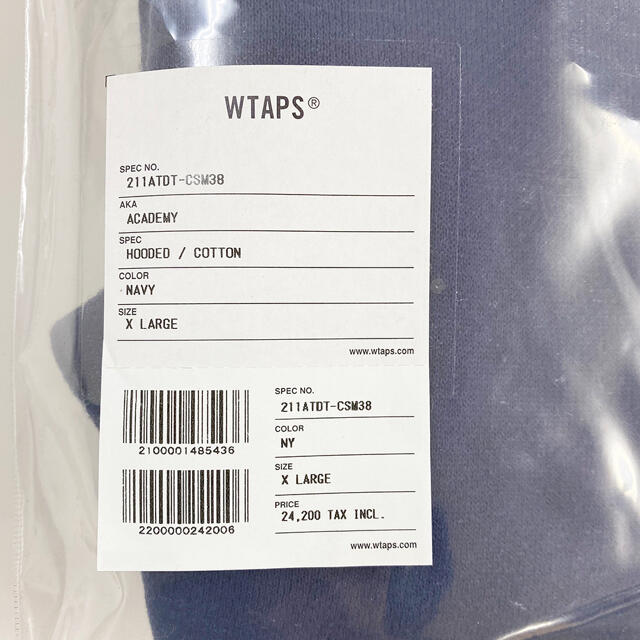 WTAPS®
SPEC NO.
211ATDT-CSM38
AKA
ACADEMY
SPEC
HOODED / COTTON
COLOR
NAVY
SIZE
X LARGE
www.wtaps.com
2100001485436
2200000242006
SPEC NO.
211ATDT-CSM38
COLOR
NY
SIZE
X LARGE
PRICE
24,200 TAX INCL.
www.wtaps.com